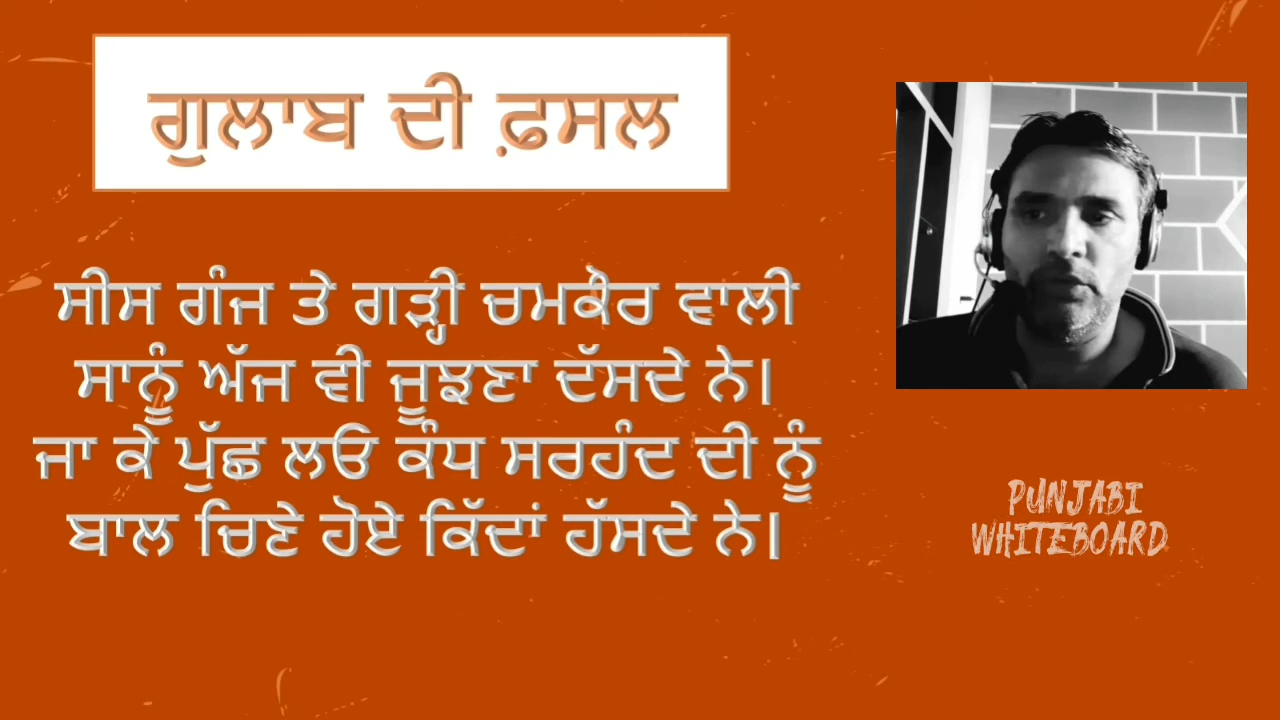 ਗੁਲਾਬ ਦੀ ਫ਼ਸਲ
ਸੀਸ ਗੰਜ ਤੇ ਗੜ੍ਹੀ ਚਮਕੌਰ ਵਾਲੀ
ਸਾਨੂੰ ਅੱਜ ਵੀ ਜੂਝਣਾ ਦੱਸਦੇ ਨੇ।
ਜਾ ਕੇ ਪੁੱਛ ਲਓ ਕੰਧ ਸਰਹੰਦ ਦੀ ਨੂੰ
ਬਾਲ ਚਿਣੇ ਹੋਏ ਕਿੱਦਾਂ ਹੱਸਦੇ ਨੇ।
PUNJABI
WHITEBOARD